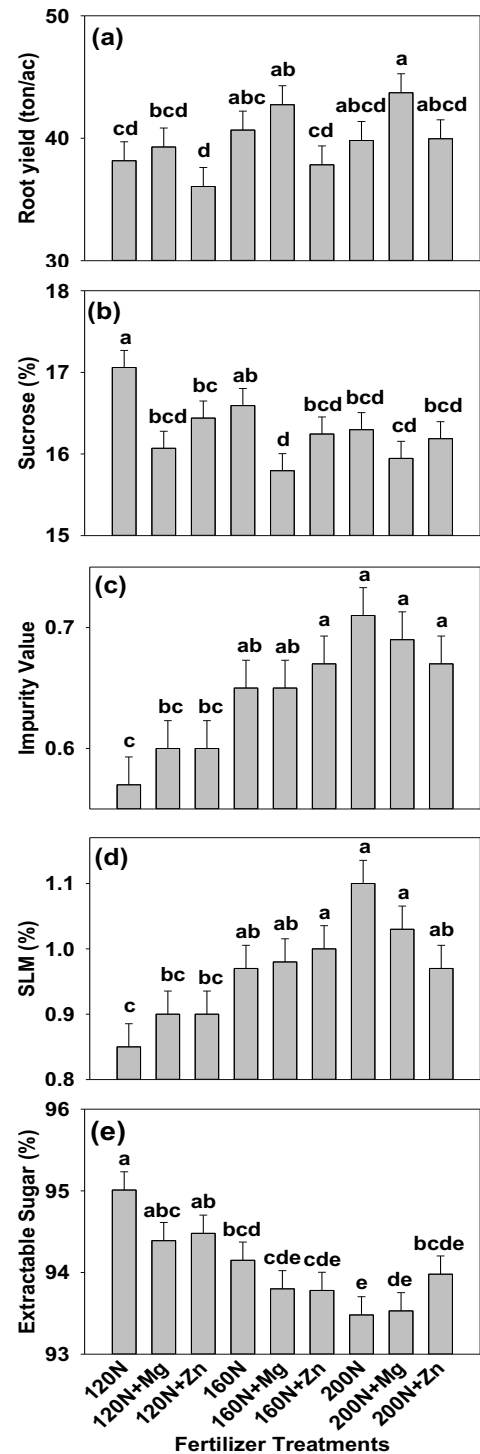 (a)
Root yield (ton/ac)
50
40
30
cd bcd d abc ab cd abcd a abcd
(b)
Sucrose (%)
18
17
16
15
a bcd bc ab d bcd bcd cd bcd
(c)
Impurity Value
0.7
0.6
c bc bc ab ab a a a a
(d)
SLM (%)
1.1
1.0
0.9
0.8
c bc bc ab ab a a a ab
(e)
Extractable Sugar (%)
96
95
94
93
a abc ab bcd cde cde e de bcde
120N 120N+Mg 120N+Zn 160N 160N+Mg 160N+Zn 200N 200N+Mg 200N+Zn
Fertilizer Treatments